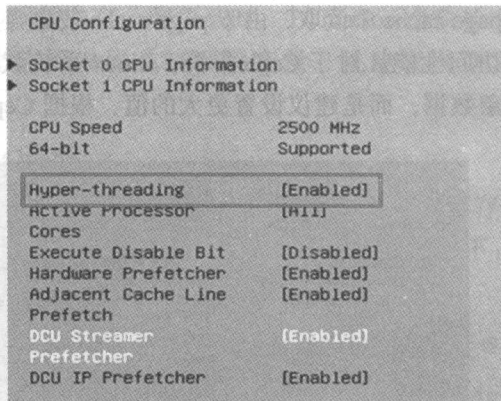 CPU Configuration
Socket 0 CPU Information
Socket 1 CPU Information
CPU Speed 2500 MHz
64-bit Supported
Hyper-threading [Enabled]
Active Processor [All]
Cores
Execute Disable Bit [Disabled]
Hardware Prefetcher [Enabled]
Adjacent Cache Line [Enabled]
Prefetch
DCU Streamer [Enabled]
Prefetcher
DCU IP Prefetcher [Enabled]